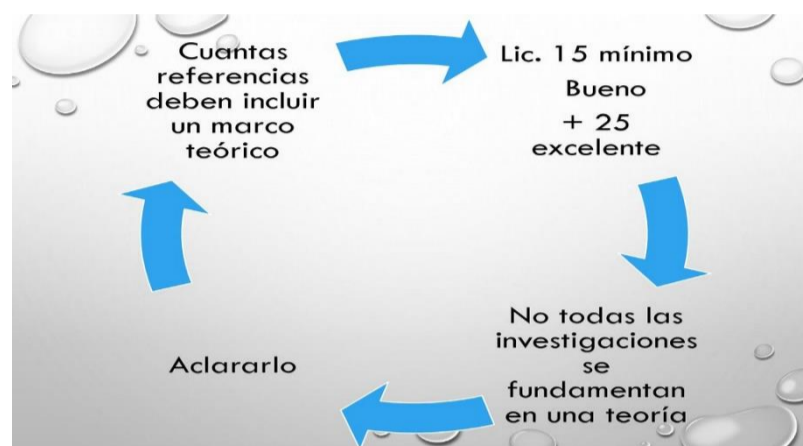 Cuantas
referencias
deben incluir
un marco
teórico
Lic. 15 mínimo
Bueno
+ 25
excelente
No todas las
investigaciones
se
fundamentan
en una teoría
Aclararlo